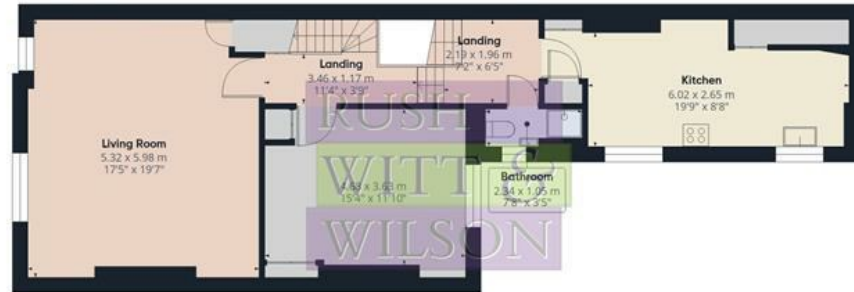 Landing
2.19 x 1.96 m
7'2" x 6'5"
Landing
3.46 x 1.17 m
11'4" x 3'9"
Kitchen
6.02 x 2.65 m
19'9" x 8'8"
Living Room
5.32 x 5.98 m
17'5" x 19'7"
RUSH
WITT &
WILSON
4.68 x 3.63 m
15'4" x 11'10"
Bathroom
2.34 x 1.05 m
7'8" x 3'5"